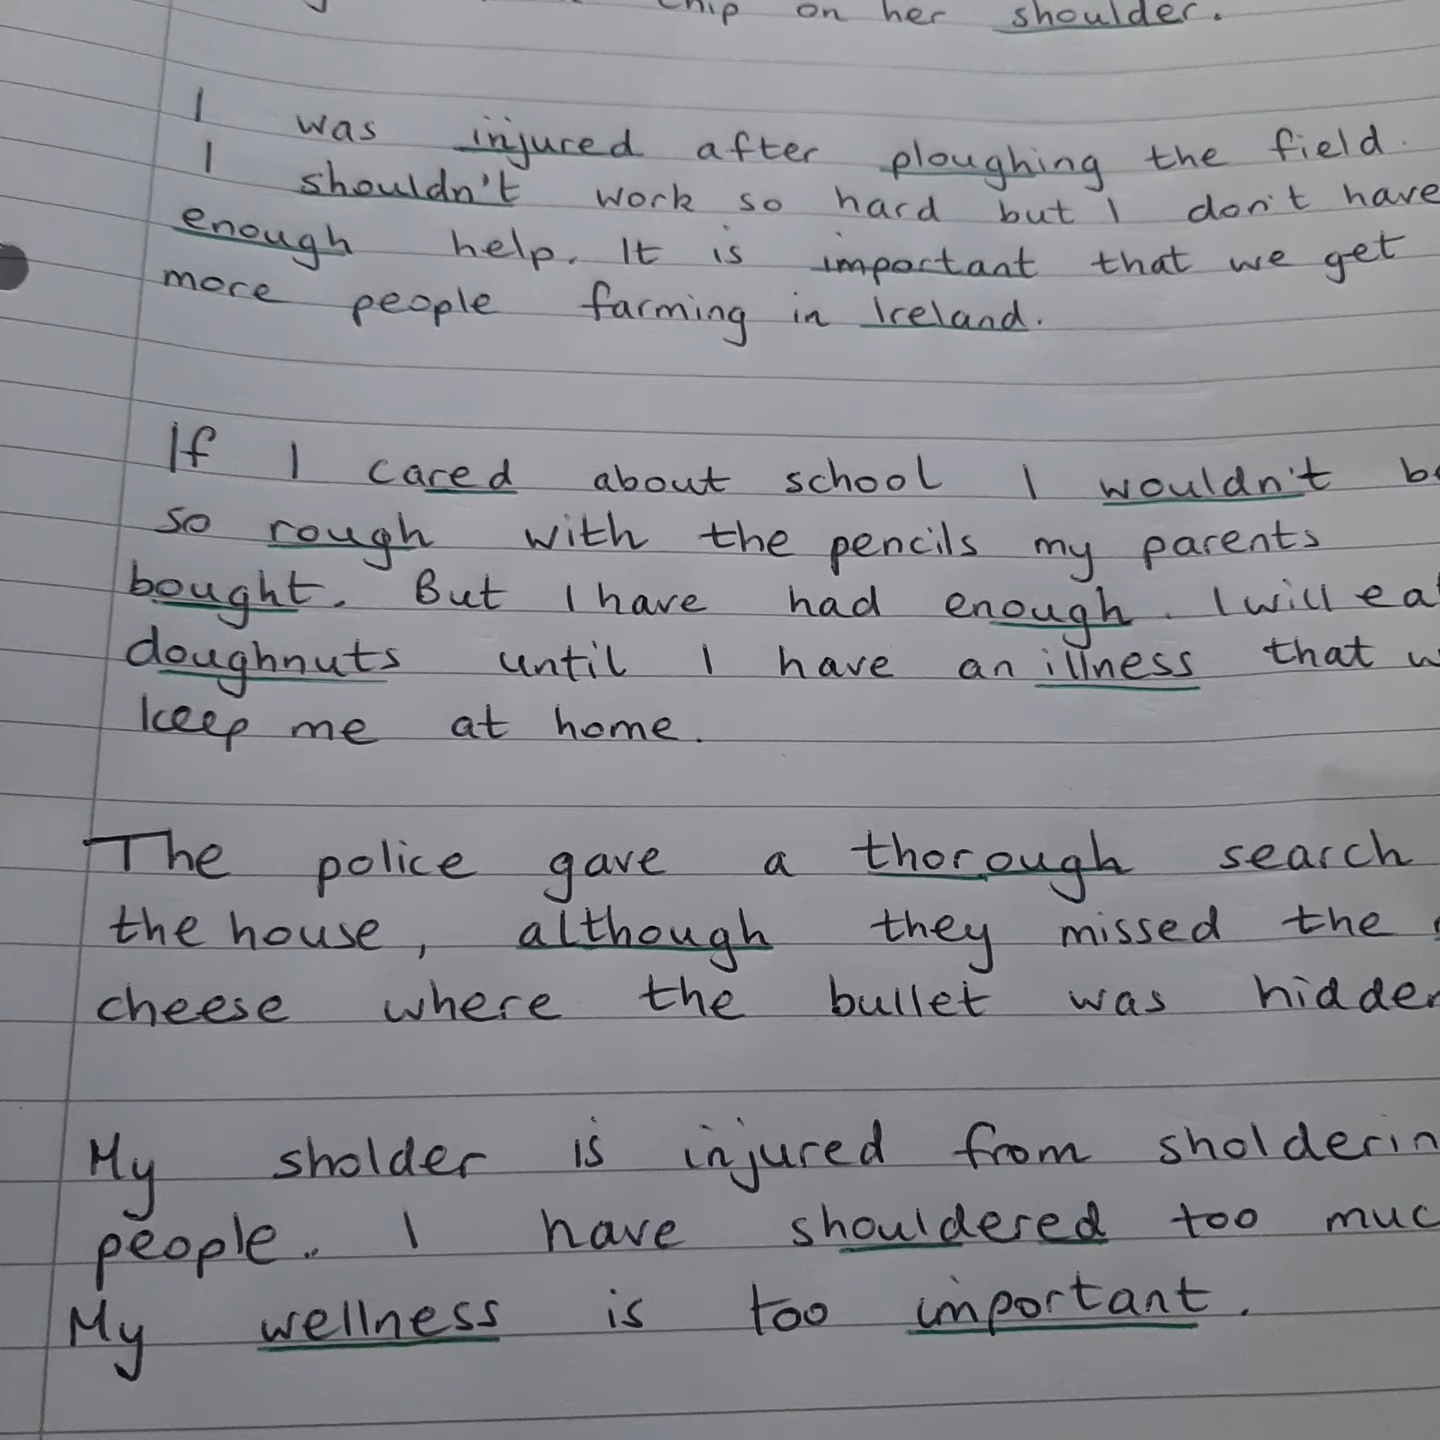 chip on her shoulder.
I was injured after ploughing the field.
I shouldn't work so hard but I don't have
enough help. It is important that we get
more people farming in Ireland.
If I cared about school I wouldn't
so rough with the pencils my parents
bought. But I have had enough. I will
doughnuts until I have an illness that
keep me at home.
The police gave a thorough search
the house, although they missed the
cheese where the bullet was
My sholder is injured from
people. I have shouldered too
My wellness is too important.